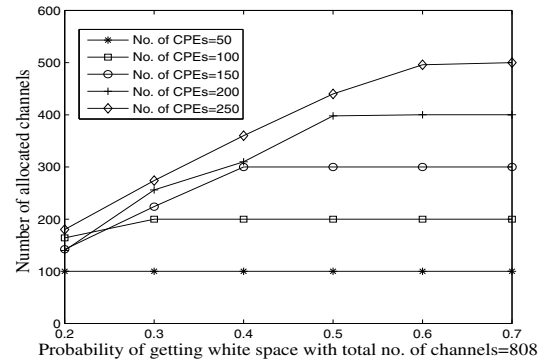 600
500
400
300
200
100
0
Number of allocated channels
No. of CPEs=50
No. of CPEs=100
No. of CPEs=150
No. of CPEs=200
No. of CPEs=250
0.2 0.3 0.4 0.5 0.6 0.7
Probability of getting white space with total no. of channels=808